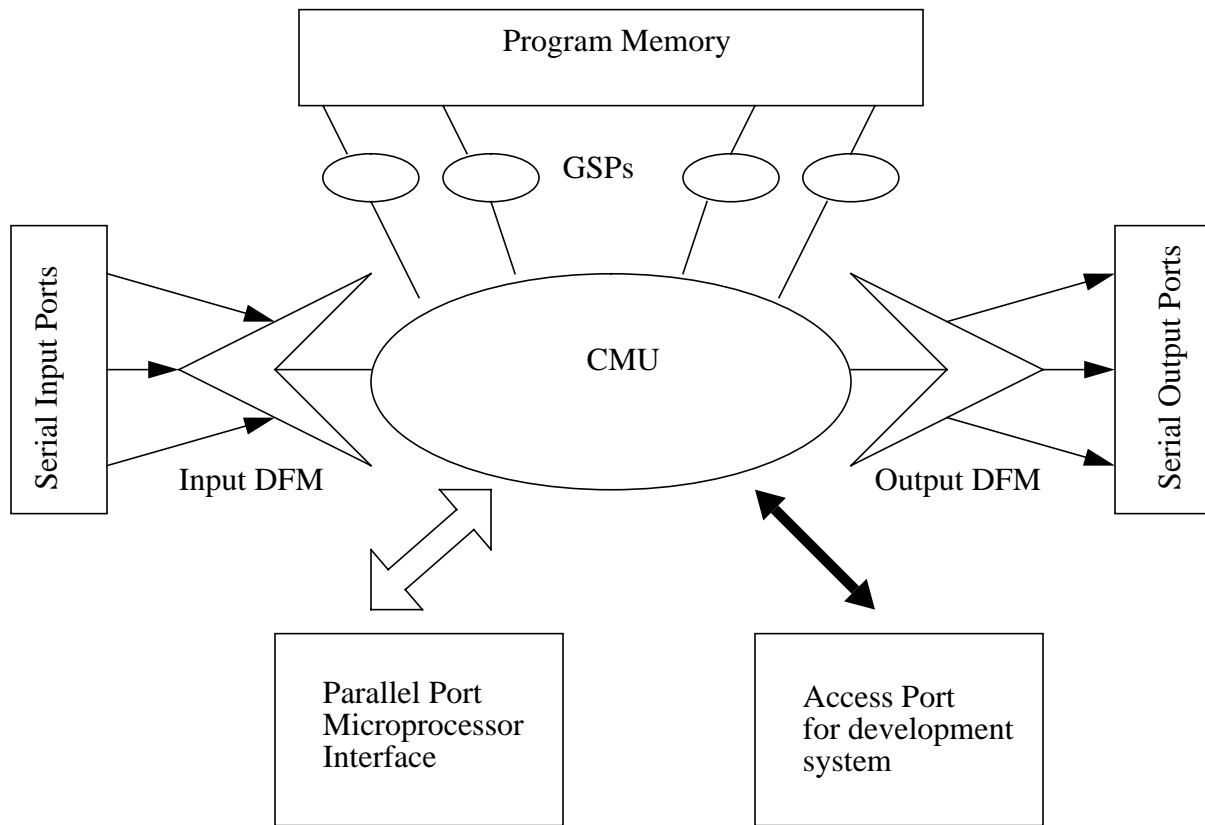 Program Memory
GSPs
Serial Input Ports
CMU
Serial Output Ports
Input DFM
Output DFM
Parallel Port
Microprocessor
Interface
Access Port
for development
system